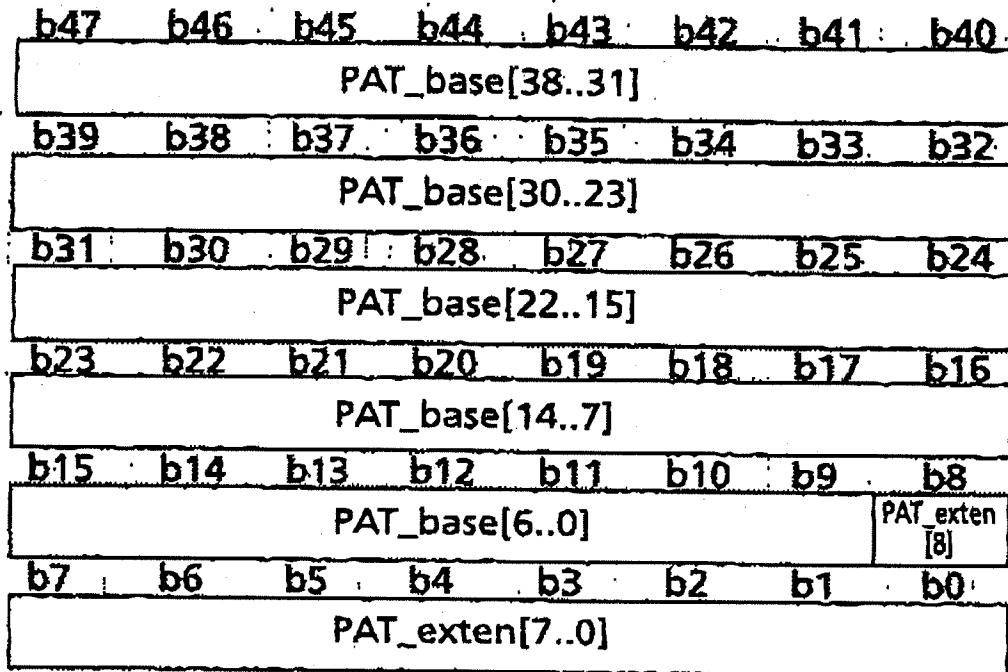 b47 b46 b45 b44 b43 b42 b41 b40
PAT_base[38..31]
b39 b38 b37 b36 b35 b34 b33 b32
PAT_base[30..23]
b31 b30 b29 b28 b27 b26 b25 b24
PAT_base[22..15]
b23 b22 b21 b20 b19 b18 b17 b16
PAT_base[14..7]
b15 b14 b13 b12 b11 b10 b9 b8
PAT_base[6..0] PAT_exten
[8]
b7 b6 b5 b4 b3 b2 b1 b0
PAT_exten[7..0]